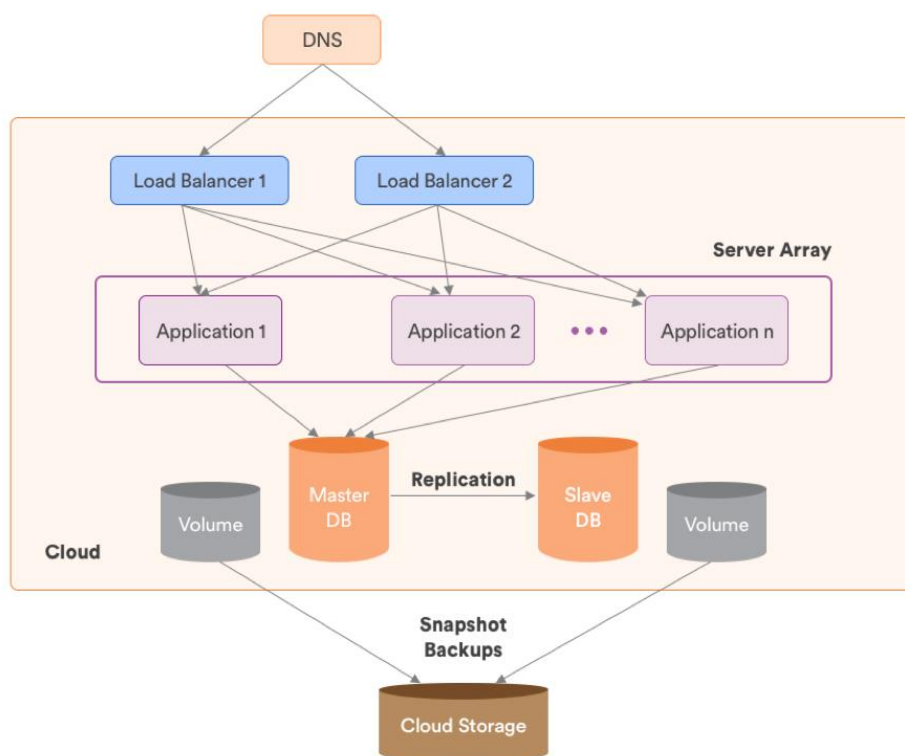 DNS
Load Balancer 1
Load Balancer 2
Server Array
Application 1
Application 2
Application n
Master
DB
Replication
Slave
DB
Volume
Volume
Cloud
Snapshot
Backups
Cloud Storage